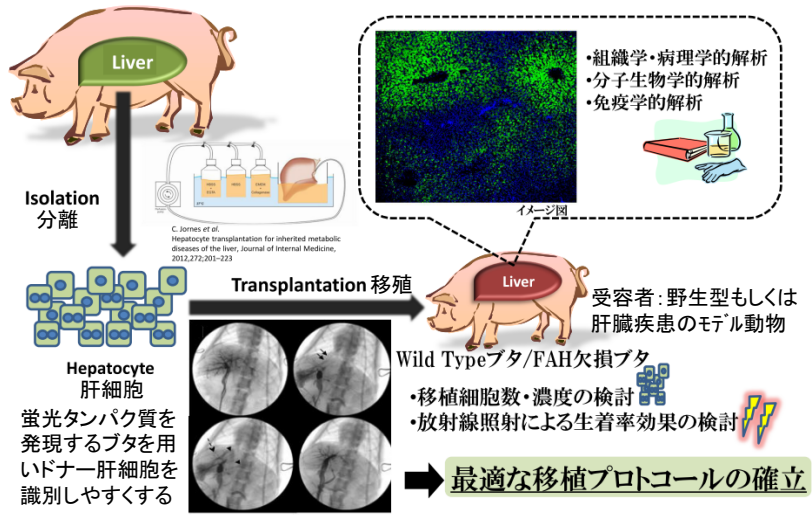 Liver
・組織学・病理学的解析
・分子生物学的解析
・免疫学的解析
イメージ図
Isolation
分離
C. Jornes et al.
Hepatocyte transplantation for inherited metabolic
diseases of the liver, Journal of Internal Medicine,
2012,272;201–223
Transplantation 移殖
Liver
受容者：野生型もしくは
肝臓疾患のモデル動物
Hepatocyte
肝細胞
蛍光タンパク質を
発現するブタを用
いドナー肝細胞を
識別しやすくする
Wild Typeブタ/FAH欠損ブタ
・移植細胞数・濃度の検討
・放射線照射による生着率効果の検討
最適な移植プロトコールの確立